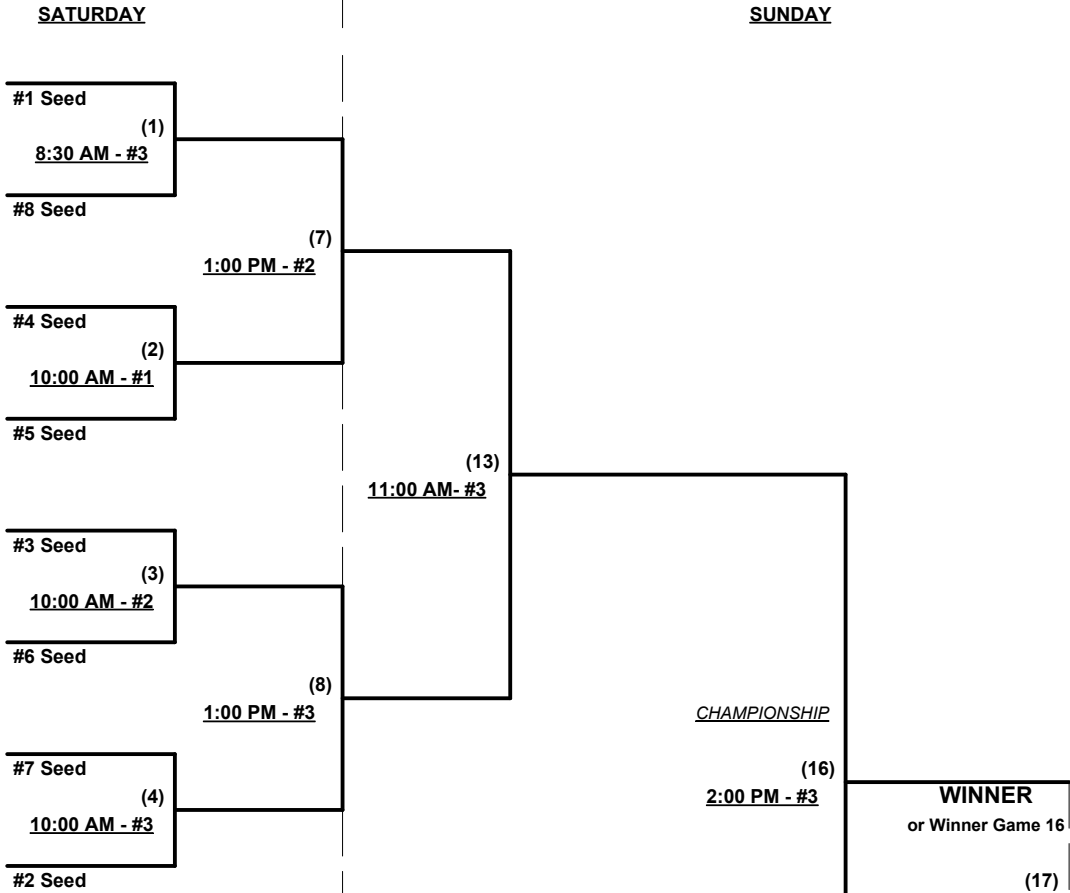 SATURDAY
SUNDAY
#1 Seed
(1)
8:30 AM - #3
#8 Seed
(7)
1:00 PM - #2
#4 Seed
(2)
10:00 AM - #1
#5 Seed
(13)
11:00 AM- #3
#3 Seed
(3)
10:00 AM - #2
#6 Seed
(8)
1:00 PM - #3
CHAMPIONSHIP
#7 Seed
(4)
10:00 AM - #3
#2 Seed
(16)
2:00 PM - #3
WINNER
or Winner Game 16
(17)